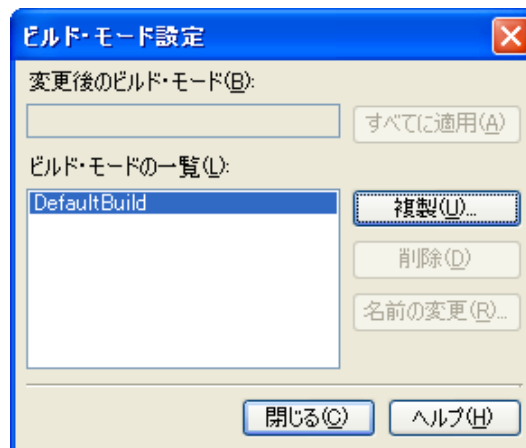 ビルド・モード設定
変更後のビルド・モード(B):
すべてに適用(A)
ビルド・モードの一覧(L):
DefaultBuild
複製(U)...
削除(D)
名前の変更(R)...
閉じる(C)
ヘルプ(H)